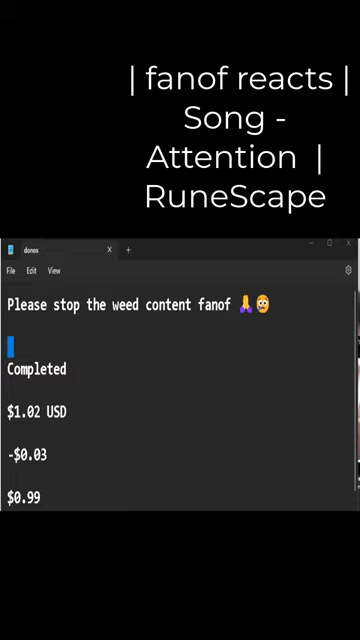 | fanof reacts |
Song -
Attention |
RuneScape
donos
File Edit View
Please stop the weed content fanof 🙏😨
Completed
$1.02 USD
-$0.03
$0.99